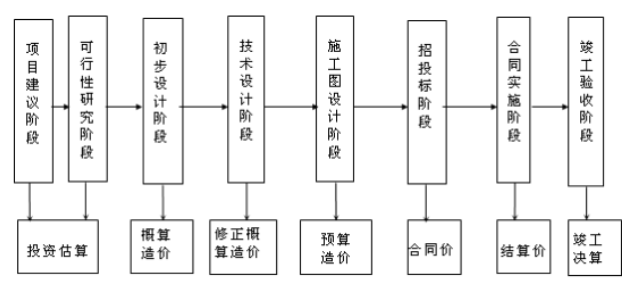 项目建议阶段
可行性研究阶段
初步设计阶段
技术设计阶段
施工图设计阶段
招投标阶段
合同实施阶段
竣工验收阶段
投资估算
概算
造价
修正概
算造价
预算
造价
合同价
结算价
竣工
决算